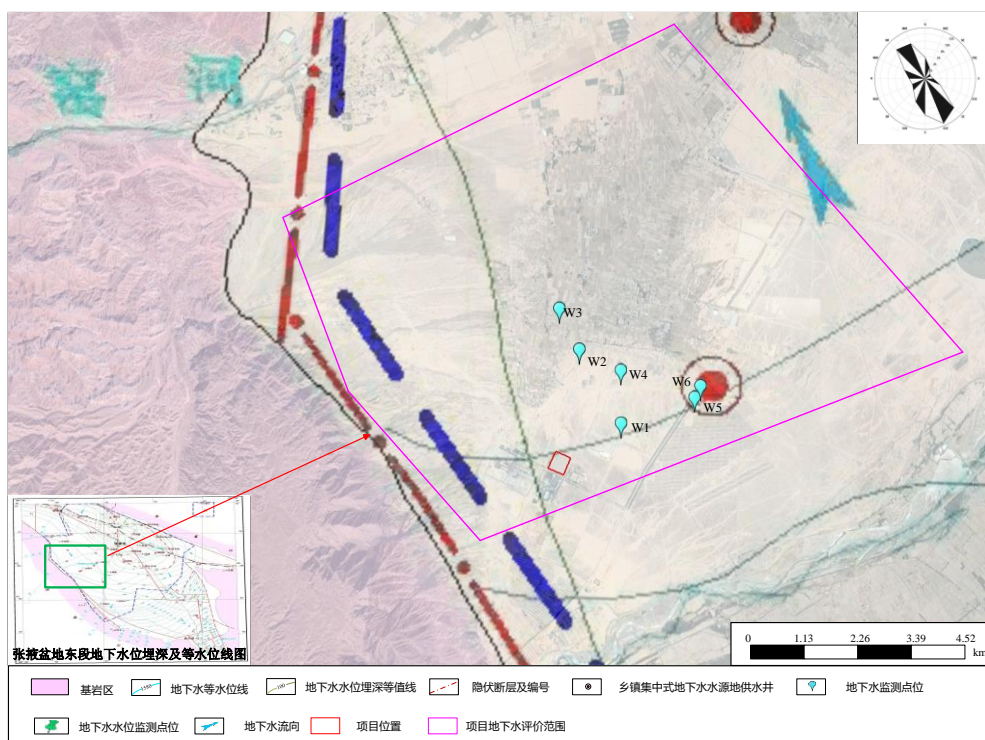 W3
W2
W4
W6
W5
W1
张掖盆地东段地下水位埋深及等水位线图
0 1.13 2.26 3.39 4.52
km
基岩区 地下水等水位线 地下水水位埋深等值线 隐伏断层及编号 乡镇集中式地下水水源地供水井 地下水监测点位
地下水水位监测点位 地下水流向 项目位置 项目地下水评价范围